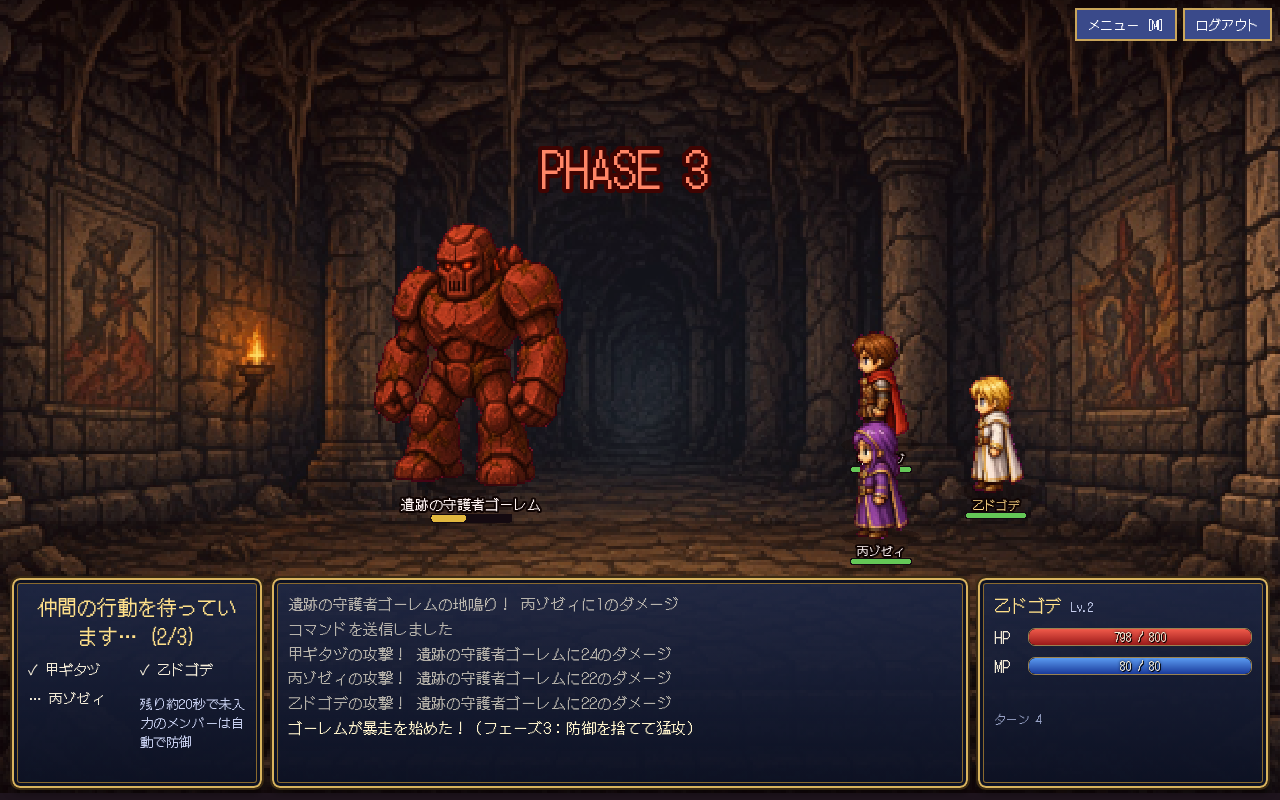 メニュー [M]
ログアウト
PHASE 3
遺跡の守護者ゴーレム
乙ドゴデ
丙ゾゼィ
仲間の行動を待ってい
ます… (2/3)
✓ 甲ギタヅ
✓ 乙ドゴデ
… 丙ゾゼィ
残り約20秒で未入
力のメンバーは自
動で防御
遺跡の守護者ゴーレムの地鳴り! 丙ゾゼィに1のダメージ
コマンドを送信しました
甲ギタヅの攻撃! 遺跡の守護者ゴーレムに24のダメージ
丙ゾゼィの攻撃! 遺跡の守護者ゴーレムに22のダメージ
乙ドゴデの攻撃! 遺跡の守護者ゴーレムに22のダメージ
ゴーレムが暴走を始めた! (フェーズ3:防御を捨てて猛攻)
乙ドゴデ Lv.2
HP 798 / 800
MP 80 / 80
ターン 4